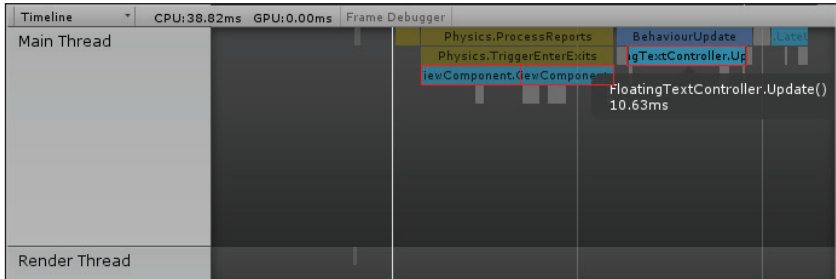 Timeline CPU:38.82ms GPU:0.00ms Frame Debugger
Main Thread
Physics.ProcessReports BehaviourUpdate .Latet
Physics.TriggerEnterExits gTextController.Up
iewComponent.( iewComponent
FloatingTextController.Update()
10.63ms
Render Thread